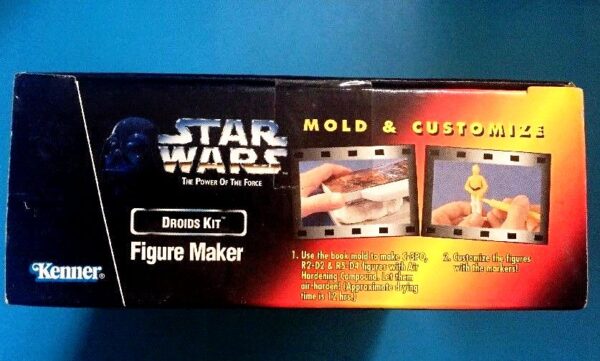 STAR
WARS
THE POWER OF THE FORCE
DROIDS KIT™
Figure Maker
Kenner®
MOLD & CUSTOMIZE
1. Use the book mold to make C-3PO,
R2-D2 & R5-D4 figures with Air
Hardening Compound. Let them
air-harden! (Approximate drying
time is 12 hrs.)
2. Customize the figures
with the markers!